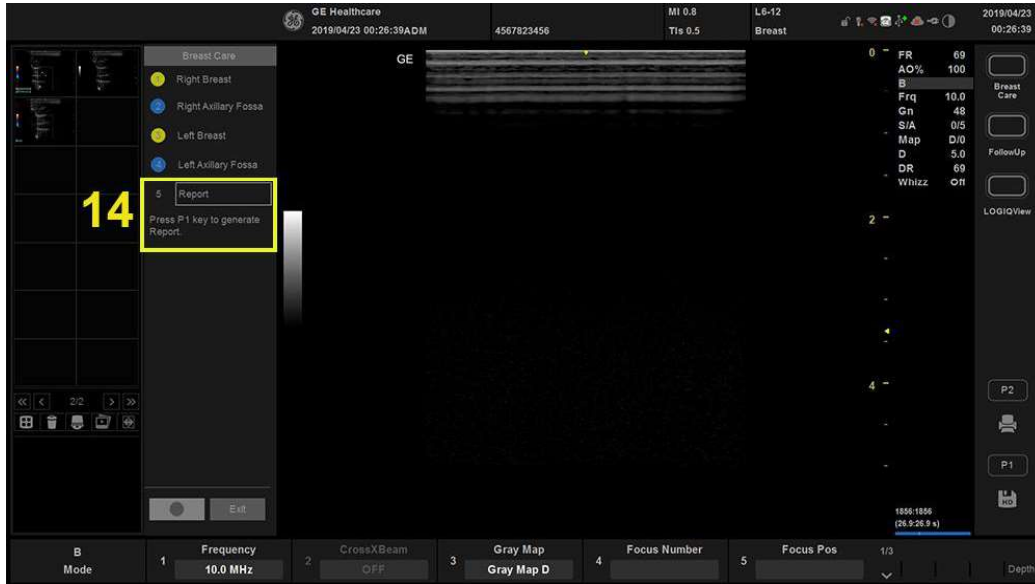 GE Healthcare
2019/04/23 00:26:39ADM
4567823456
MI 0.8
TIs 0.5
L6-12
Breast
2019/04/23
00:26:39
Breast Care
1 Right Breast
2 Right Axillary Fossa
3 Left Breast
4 Left Axillary Fossa
5 Report
Press P1 key to generate
Report.
14
Exit
2/2
GE
0
2
4
FR 69
AO% 100
B
Frq 10.0
Gn 48
S/A 0/5
Map D/0
D 5.0
DR 69
Whizz Off
1856:1856
(26.9:26.9 s)
Breast
Care
FollowUp
LOGIQView
P2
P1
HD
B
Mode
1 Frequency
10.0 MHz
2 CrossXBeam
OFF
3 Gray Map
Gray Map D
4 Focus Number
5 Focus Pos
1/3
Depth